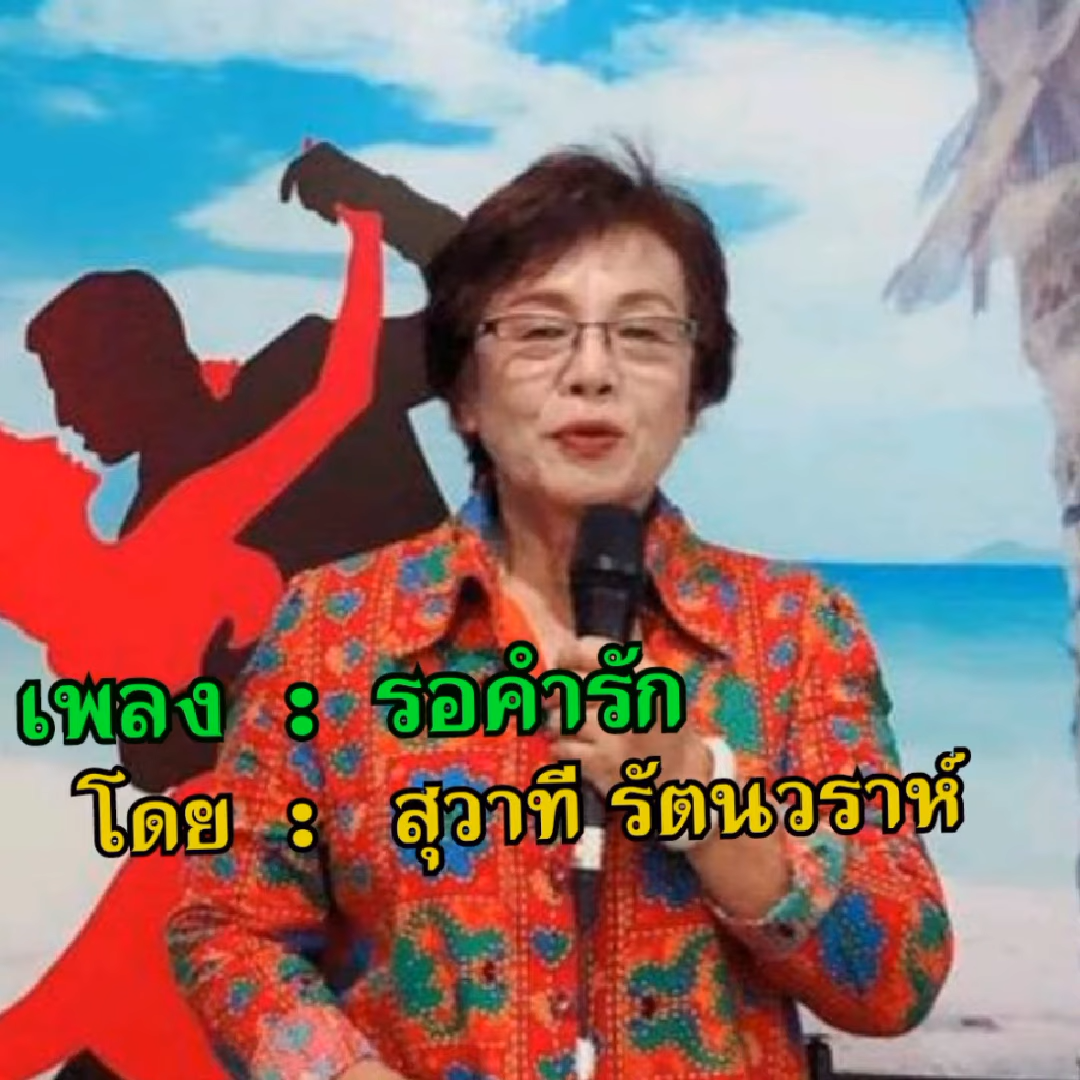 เพลง : รอคำรัก
โดย : สุวาที รัตนวราห์